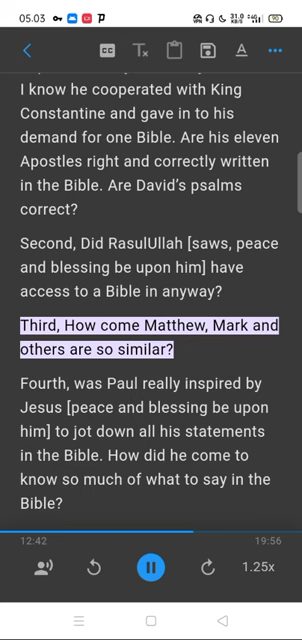 05.03
31.0
KB/S
4G
CC
I know he cooperated with King
Constantine and gave in to his
demand for one Bible. Are his eleven
Apostles right and correctly written
in the Bible. Are David's psalms
correct?
Second, Did RasulUllah [saws, peace
and blessing be upon him] have
access to a Bible in anyway?
Third, How come Matthew, Mark and
others are so similar?
Fourth, was Paul really inspired by
Jesus [peace and blessing be upon
him] to jot down all his statements
in the Bible. How did he come to
know so much of what to say in the
Bible?
12:42
19:56
1.25x